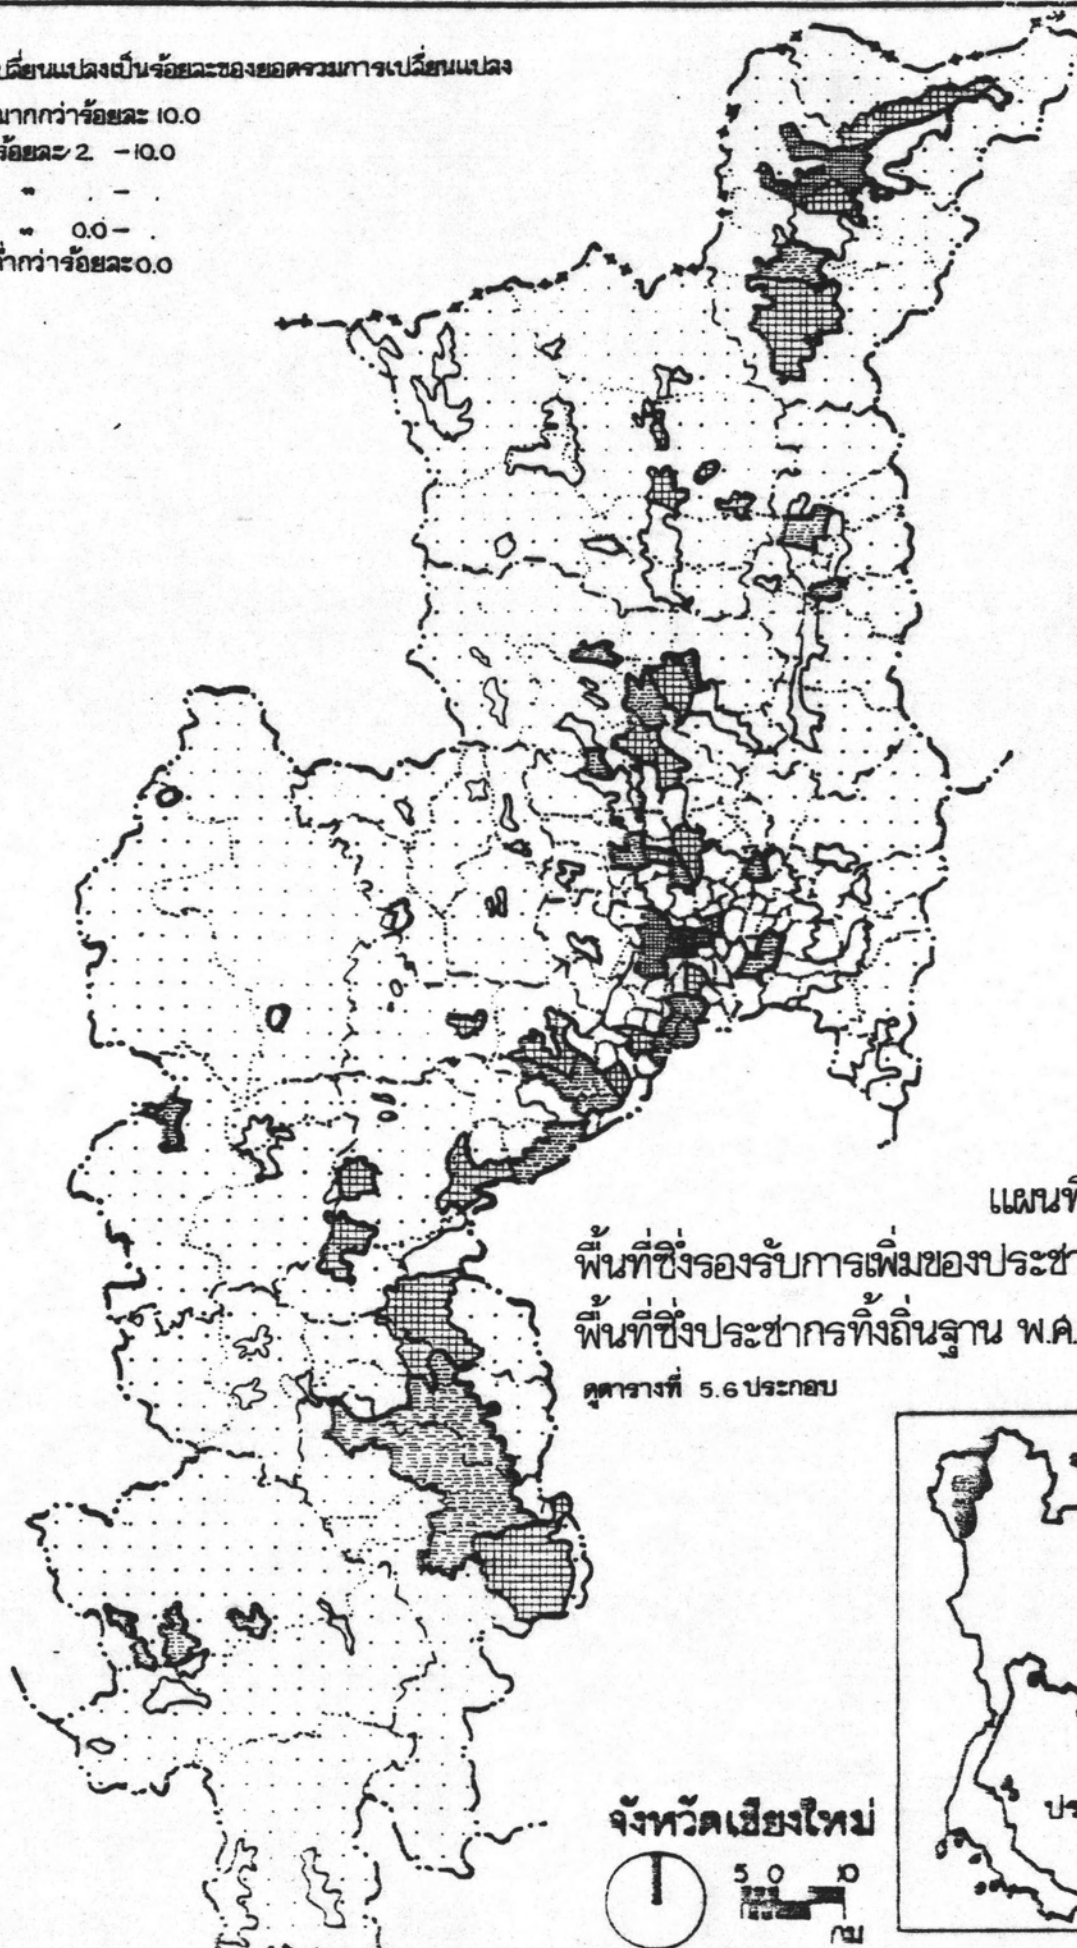 ปลี่ยนแปลงเป็นร้อยละของยอดรวมการเปลี่ยนแปลง
มากกว่าร้อยละ 10.0
ร้อยละ 2. -10.0
" -
" 0.0 -
ต่ำกว่าร้อยละ 0.0
แผนที่
พื้นที่ซึ่งรองรับการเพิ่มของประชา
พื้นที่ซึ่งประชากรทิ้งถิ่นฐาน พ.ศ.
ดูตารางที่ 5.6 ประกอบ
ปร
จังหวัดเชียงใหม่
5 0 10
กม